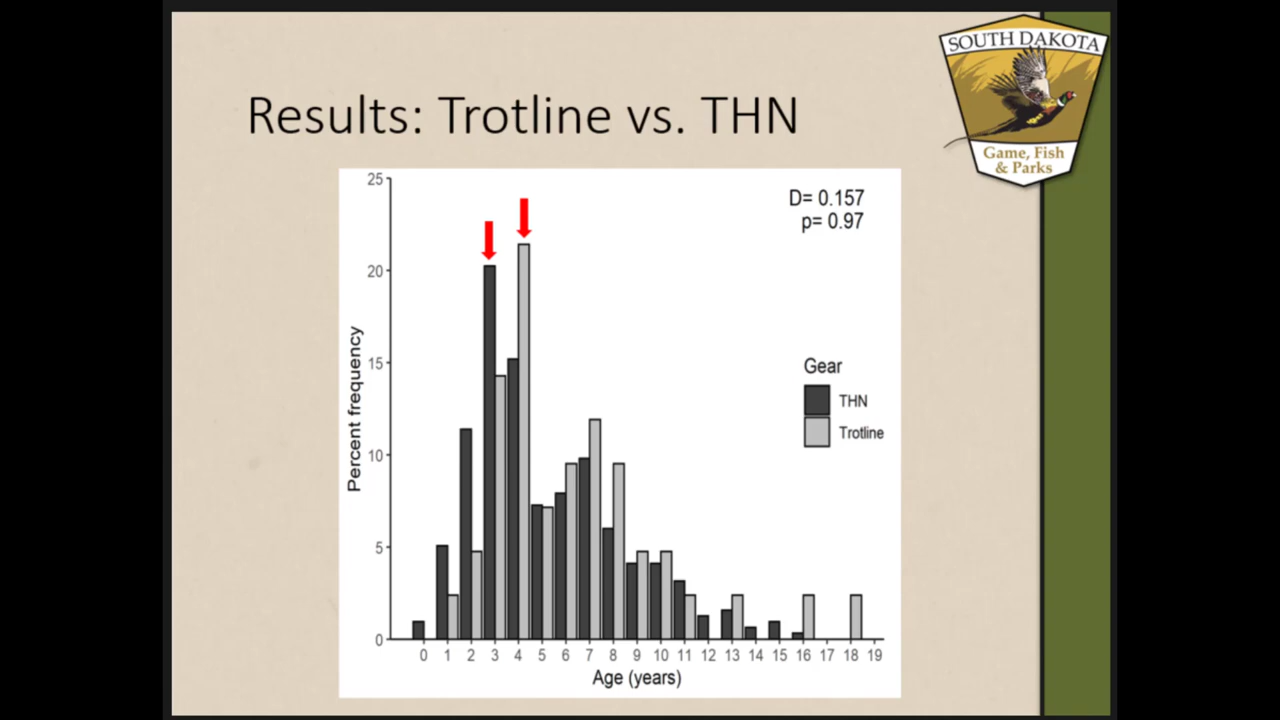 SOUTH DAKOTA
Game, Fish
& Parks
Results: Trotline vs. THN
25
20
15
10
5
0
Percent frequency
D= 0.157
p= 0.97
Gear
THN
Trotline
0 1 2 3 4 5 6 7 8 9 10 11 12 13 14 15 16 17 18 19
Age (years)